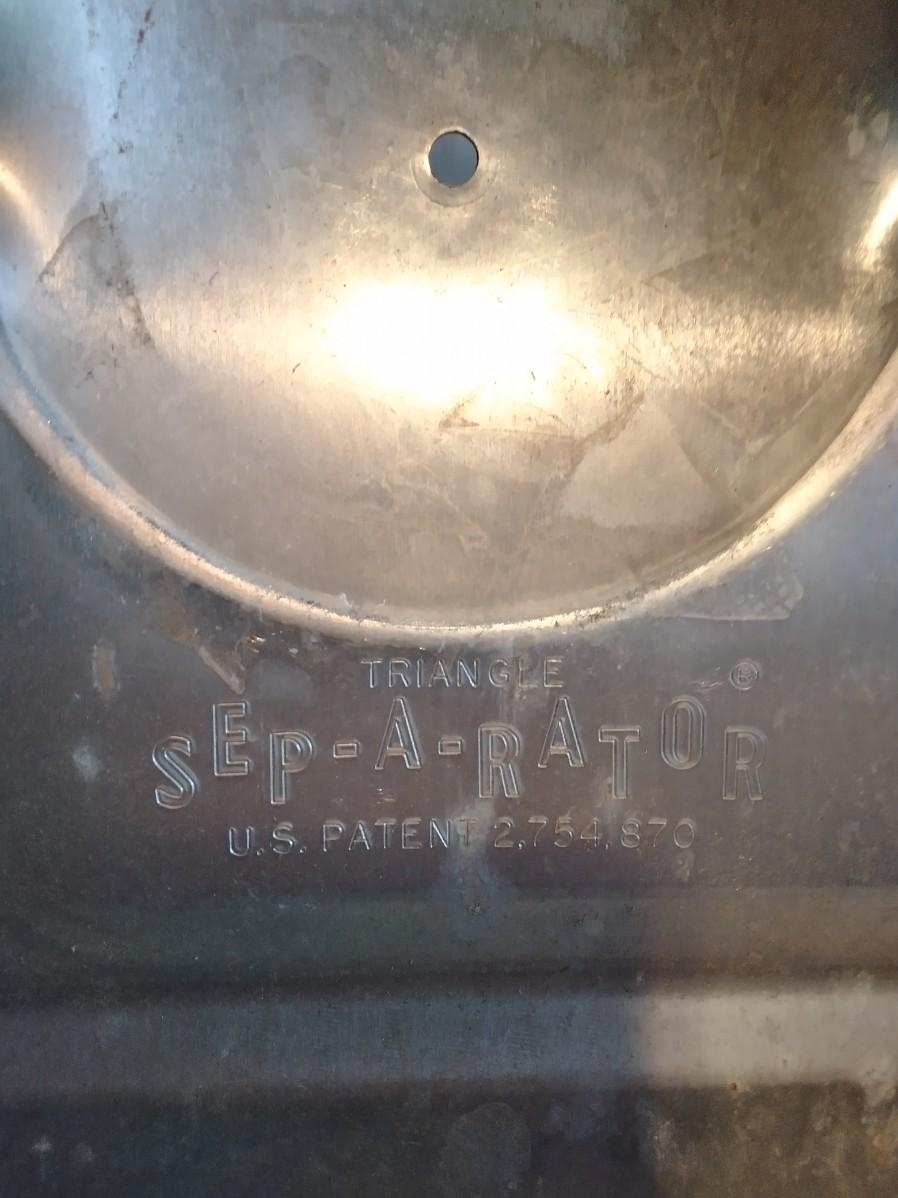 TRIANGLE
SEP-A-RATOR®
U.S. PATENT 2,754,870